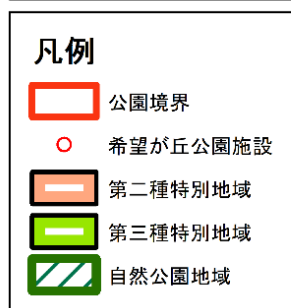 凡例
公園境界
希望が丘公園施設
第二種特別地域
第三種特別地域
自然公園地域